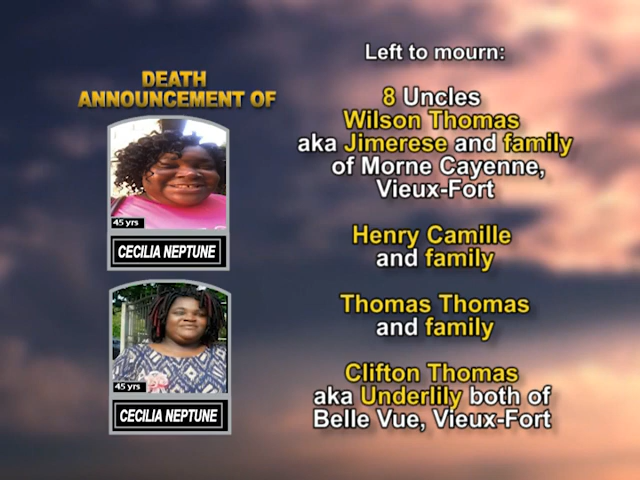 DEATH
ANNOUNCEMENT OF
45 yrs
CECILIA NEPTUNE
45 yrs
CECILIA NEPTUNE
Left to mourn:
8 Uncles
Wilson Thomas
aka Jimerese and family
of Morne Cayenne,
Vieux-Fort
Henry Camille
and family
Thomas Thomas
and family
Clifton Thomas
aka Underlily both of
Belle Vue, Vieux-Fort